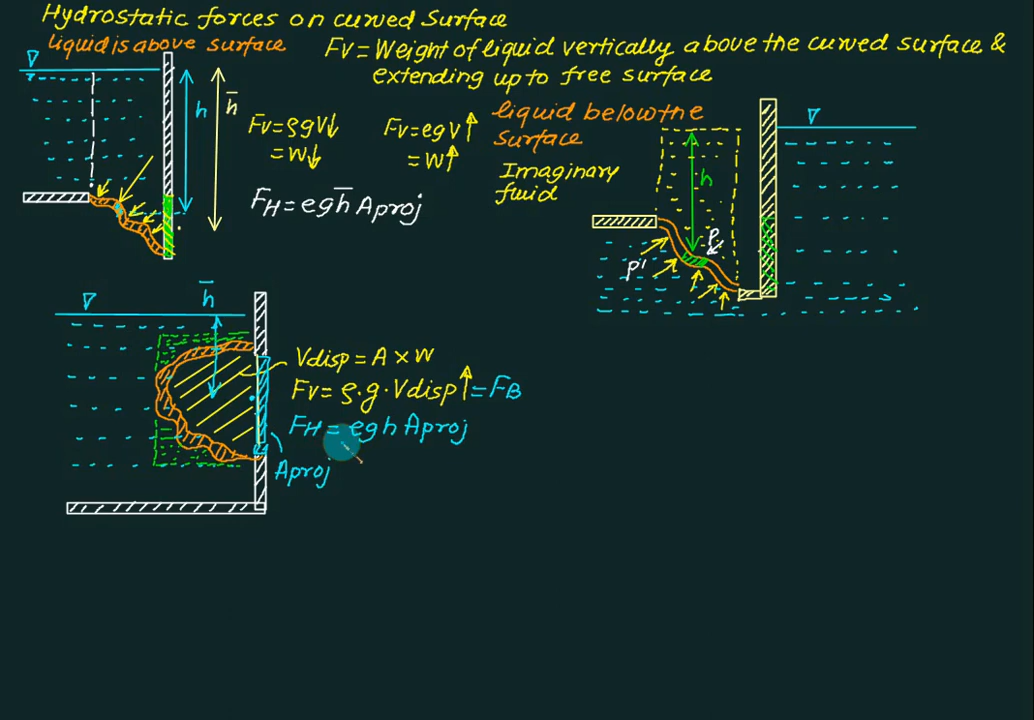 Hydrostatic forces on curved Surface
liquid is above surface
Fv = Weight of liquid vertically above the curved surface &
extending up to free surface
h
h̄
Fv = ρgV↓
= W↓
Fv = ρgV↑
= W↑
FH = ρgh̄ Aproj
liquid below the
surface
Imaginary
fluid
h
P
P'
h̄
Vdisp = A × W
Fv = ρ·g·Vdisp↑ = FB
FH = ρgh Aproj
Aproj